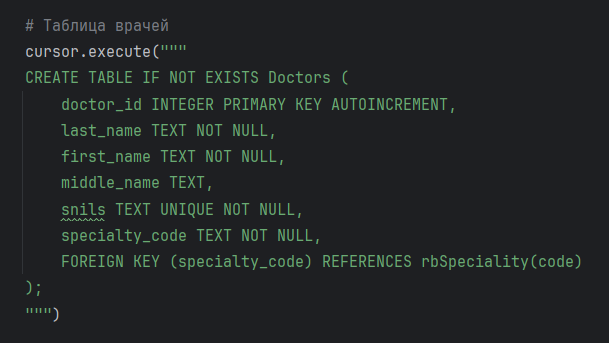 # Таблица врачей
cursor.execute("""
CREATE TABLE IF NOT EXISTS Doctors (
    doctor_id INTEGER PRIMARY KEY AUTOINCREMENT,
    last_name TEXT NOT NULL,
    first_name TEXT NOT NULL,
    middle_name TEXT,
    snils TEXT UNIQUE NOT NULL,
    specialty_code TEXT NOT NULL,
    FOREIGN KEY (specialty_code) REFERENCES rbSpeciality(code)
);
""")